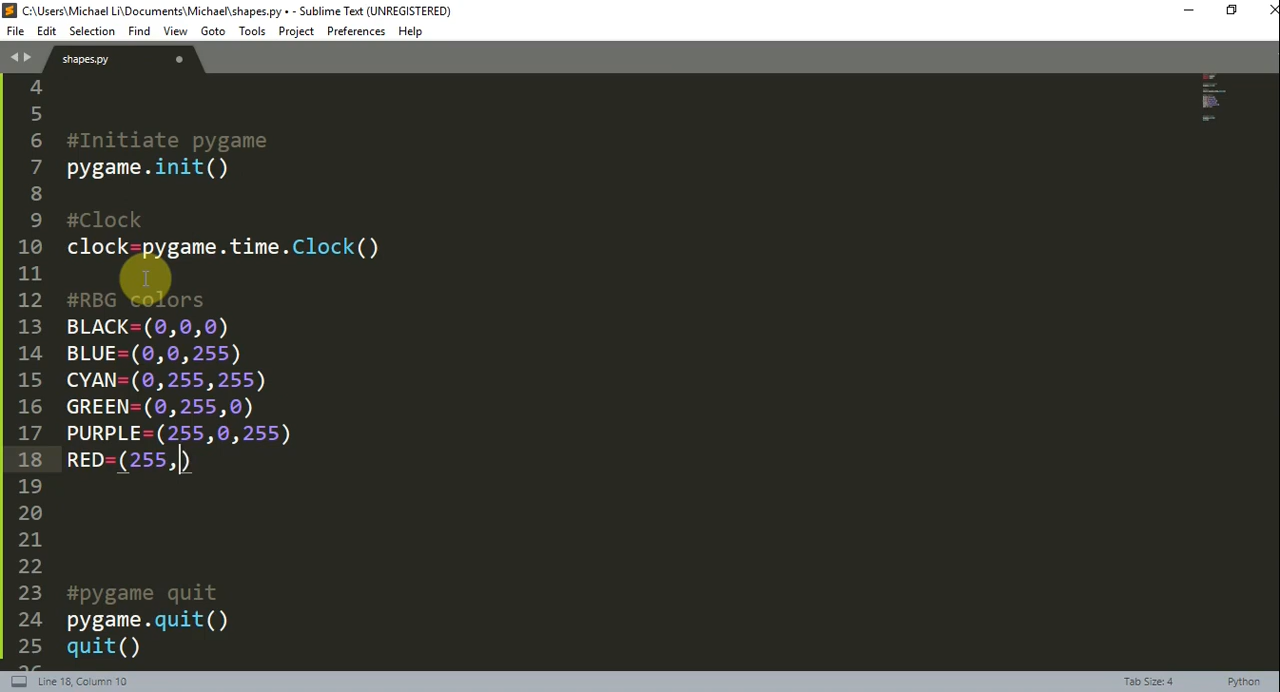 C:\Users\Michael Li\Documents\Michael\shapes.py • - Sublime Text (UNREGISTERED)
File Edit Selection Find View Goto Tools Project Preferences Help
shapes.py
4
5
6 #Initiate pygame
7 pygame.init()
8
9 #Clock
10 clock=pygame.time.Clock()
11
12 #RBG colors
13 BLACK=(0,0,0)
14 BLUE=(0,0,255)
15 CYAN=(0,255,255)
16 GREEN=(0,255,0)
17 PURPLE=(255,0,255)
18 RED=(255,)
19
20
21
22
23 #pygame quit
24 pygame.quit()
25 quit()
26
Line 18, Column 10 Tab Size: 4 Python